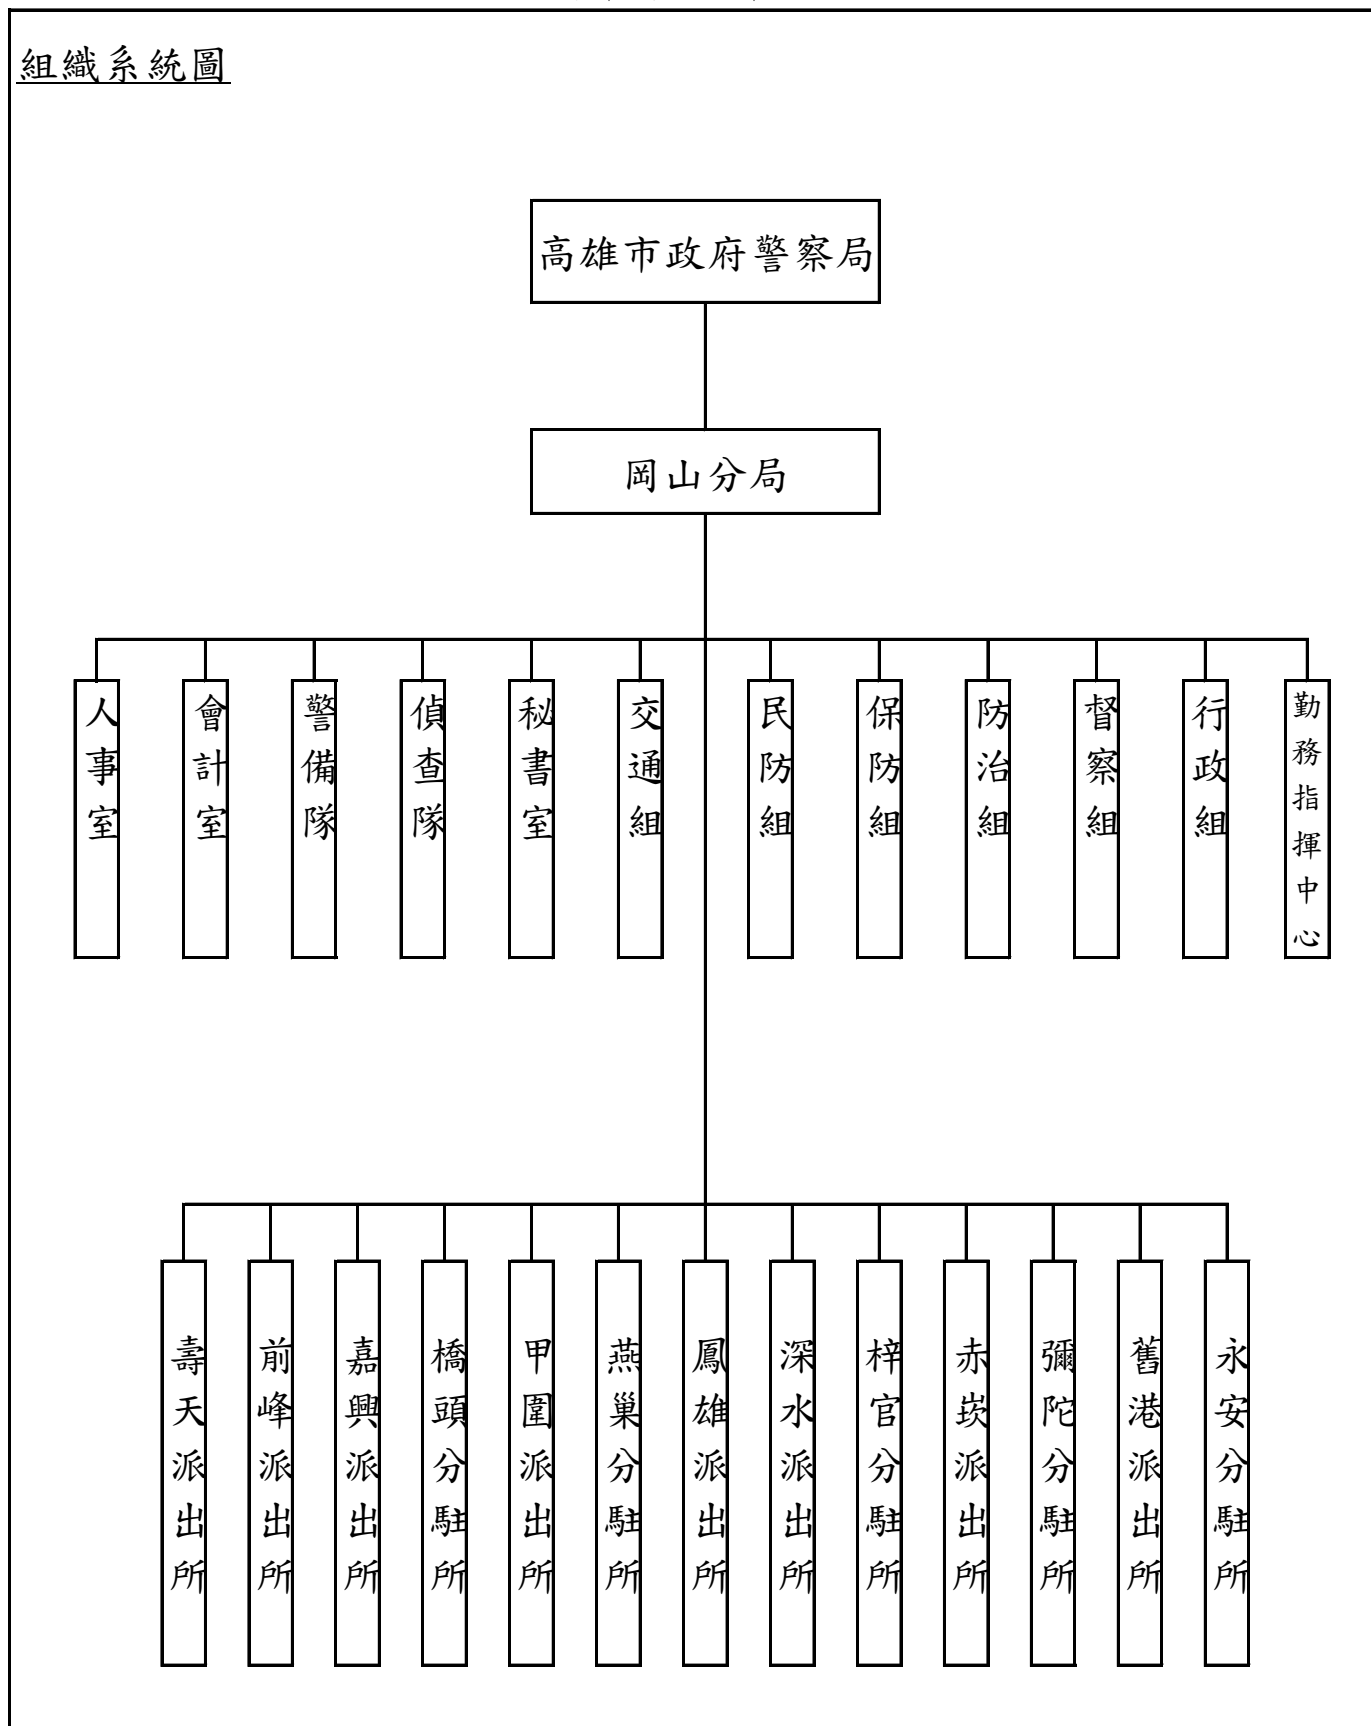 組織系統圖
高雄市政府警察局
岡山分局
人事室
會計室
警備隊
偵查隊
秘書室
交通組
民防組
保防組
防治組
督察組
行政組
勤務指揮中心
壽天派出所
前峰派出所
嘉興派出所
橋頭分駐所
甲圍派出所
燕巢分駐所
鳳雄派出所
深水派出所
梓官分駐所
赤崁派出所
彌陀分駐所
舊港派出所
永安分駐所